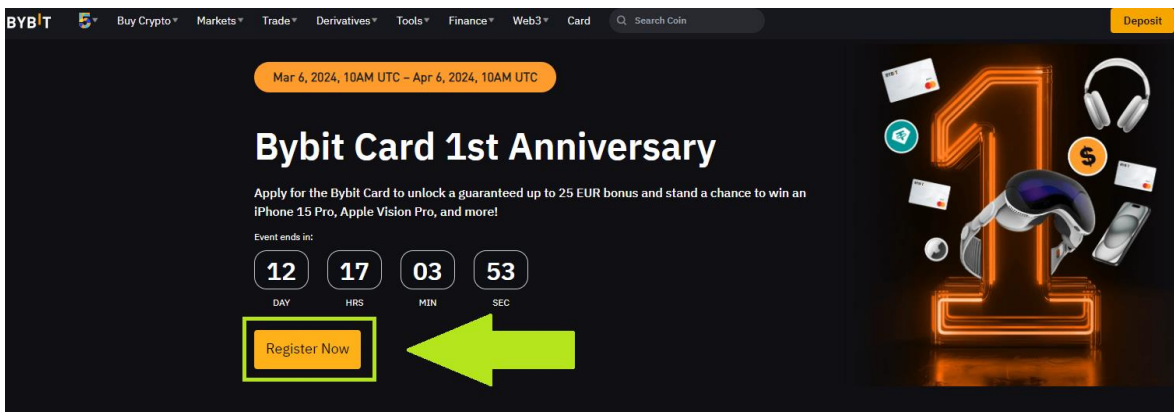 BYBIT Buy Crypto Markets Trade Derivatives Tools Finance Web3 Card Search Coin Deposit
Mar 6, 2024, 10AM UTC – Apr 6, 2024, 10AM UTC
Bybit Card 1st Anniversary
Apply for the Bybit Card to unlock a guaranteed up to 25 EUR bonus and stand a chance to win an
iPhone 15 Pro, Apple Vision Pro, and more!
Event ends in:
12 17 03 53
DAY HRS MIN SEC
Register Now
1
$